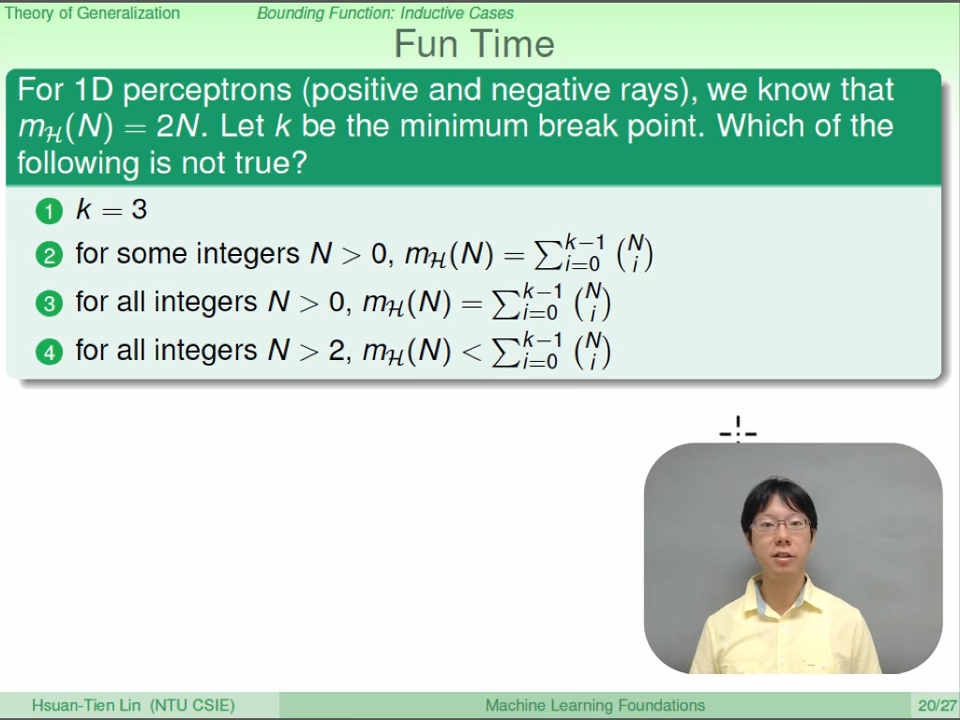 Theory of Generalization Bounding Function: Inductive Cases
Fun Time
For 1D perceptrons (positive and negative rays), we know that
m_ℋ(N) = 2N. Let k be the minimum break point. Which of the
following is not true?
1 k = 3
2 for some integers N > 0, m_ℋ(N) = ∑_{i=0}^{k−1} (N i)
3 for all integers N > 0, m_ℋ(N) = ∑_{i=0}^{k−1} (N i)
4 for all integers N > 2, m_ℋ(N) < ∑_{i=0}^{k−1} (N i)
Hsuan-Tien Lin (NTU CSIE) Machine Learning Foundations 20/27